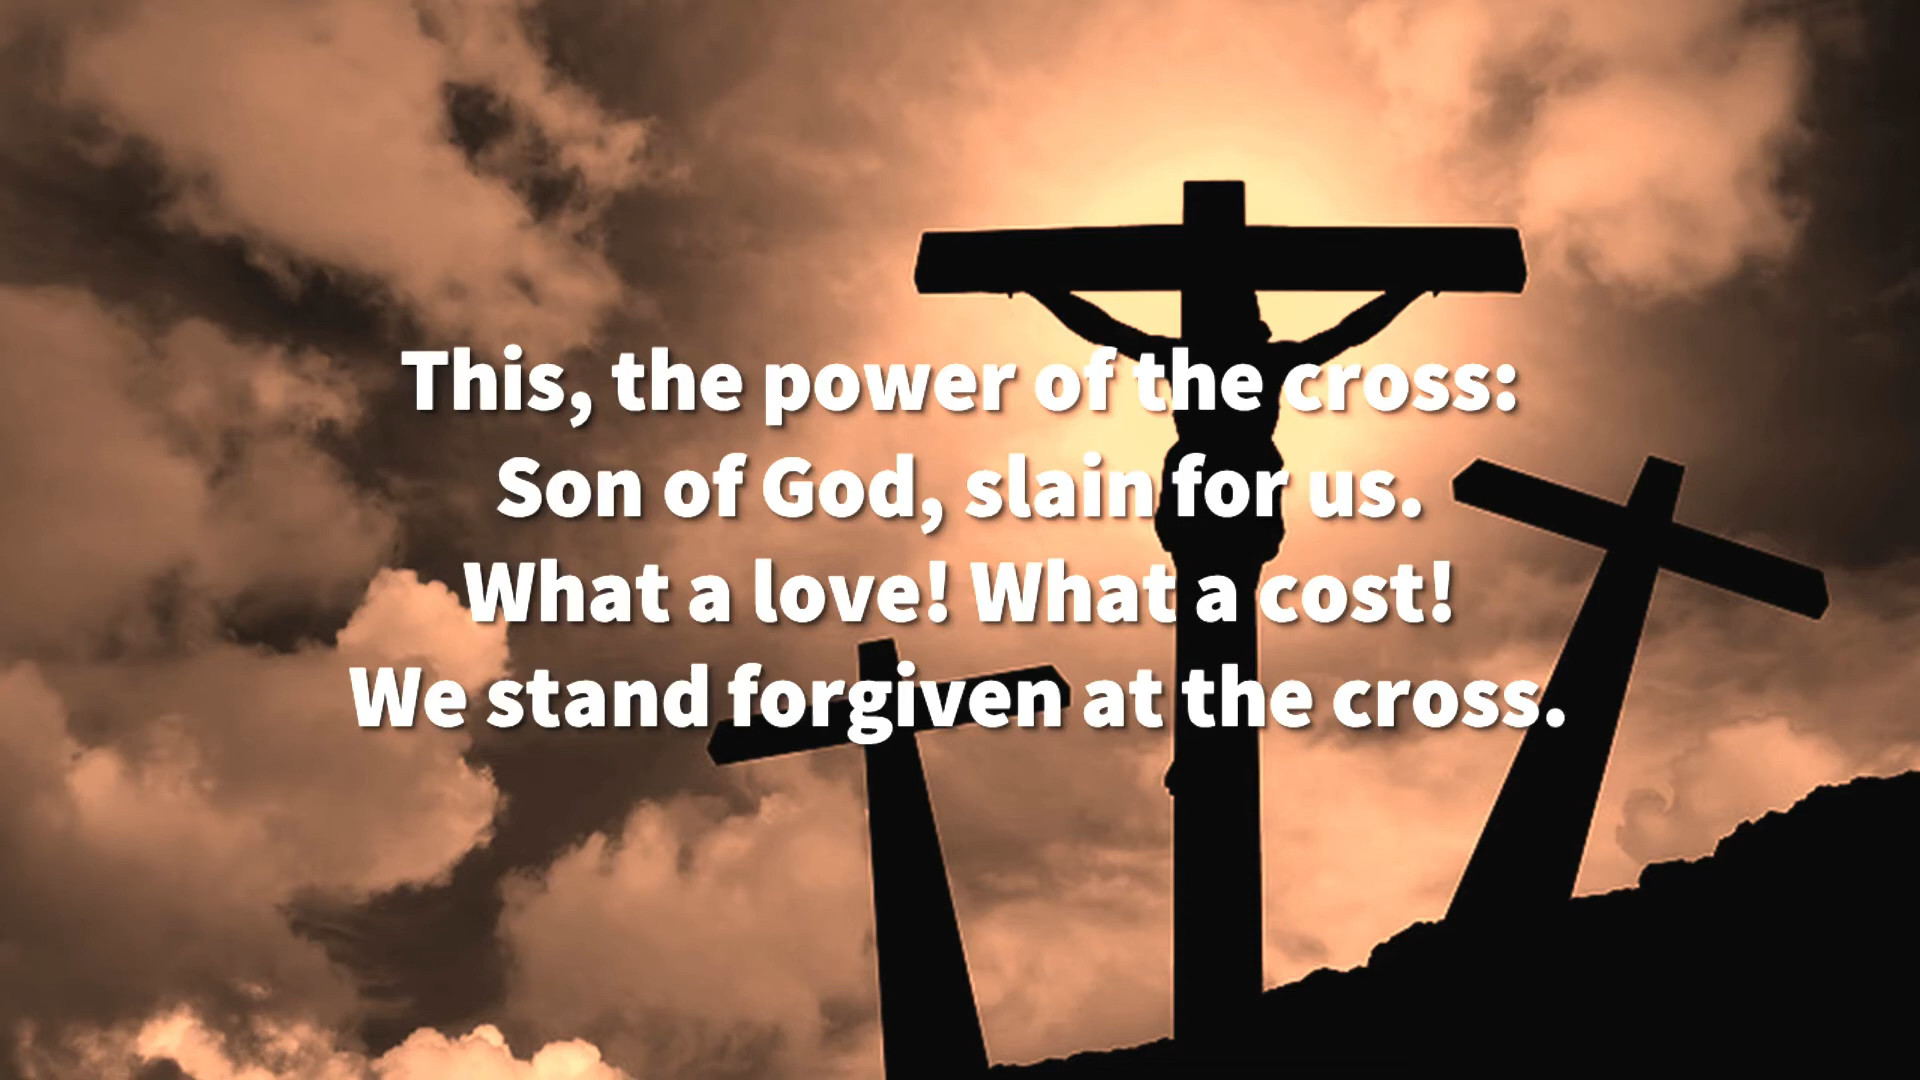 This, the power of the cross:
Son of God, slain for us.
What a love! What a cost!
We stand forgiven at the cross.